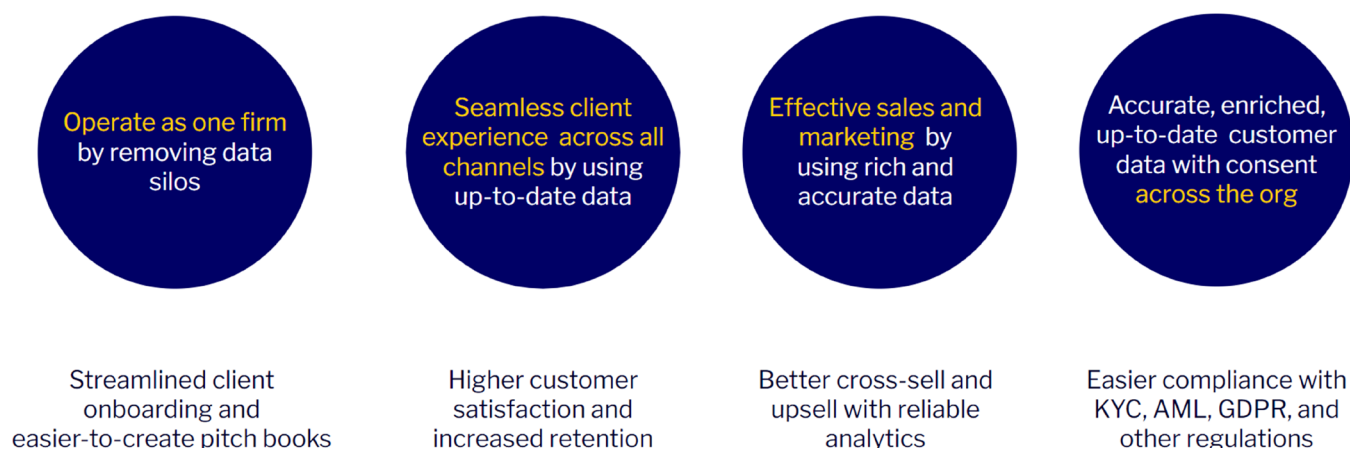 Operate as one firm
by removing data
silos
Seamless client
experience across all
channels by using
up-to-date data
Effective sales and
marketing by
using rich and
accurate data
Accurate, enriched,
up-to-date customer
data with consent
across the org
Streamlined client
onboarding and
easier-to-create pitch books
Higher customer
satisfaction and
increased retention
Better cross-sell and
upsell with reliable
analytics
Easier compliance with
KYC, AML, GDPR, and
other regulations